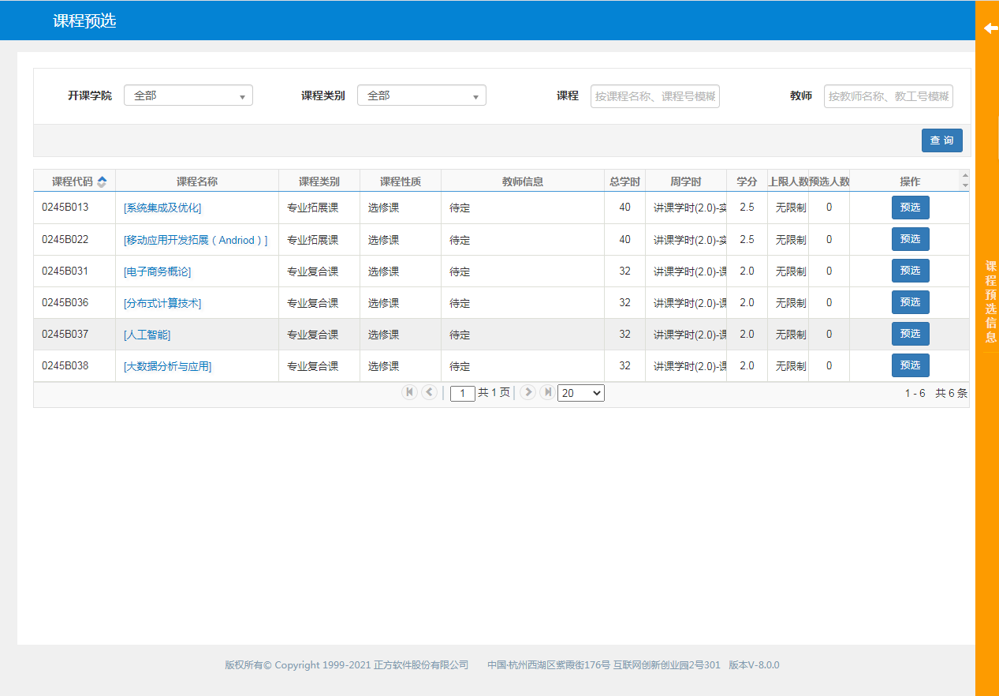 课程预选
开课学院 全部 课程类别 全部 课程 按课程名称、课程号模糊 教师 按教师名称、教工号模糊
查 询
课程代码 课程名称 课程类别 课程性质 教师信息 总学时 周学时 学分 上限人数 预选人数 操作
0245B013 [系统集成及优化] 专业拓展课 选修课 待定 40 讲课学时(2.0)-实 2.5 无限制 0 预选
0245B022 [移动应用开发拓展（Andriod）] 专业拓展课 选修课 待定 40 讲课学时(2.0)-实 2.5 无限制 0 预选
0245B031 [电子商务概论] 专业复合课 选修课 待定 32 讲课学时(2.0)-课 2.0 无限制 0 预选
0245B036 [分布式计算技术] 专业复合课 选修课 待定 32 讲课学时(2.0)-课 2.0 无限制 0 预选
0245B037 [人工智能] 专业复合课 选修课 待定 32 讲课学时(2.0)-课 2.0 无限制 0 预选
0245B038 [大数据分析与应用] 专业复合课 选修课 待定 32 讲课学时(2.0)-课 2.0 无限制 0 预选
1 共 1 页 20 1 - 6 共 6 条
课程预选信息
版权所有© Copyright 1999-2021 正方软件股份有限公司 中国·杭州西湖区紫霞街176号 互联网创新创业园2号301 版本V-8.0.0